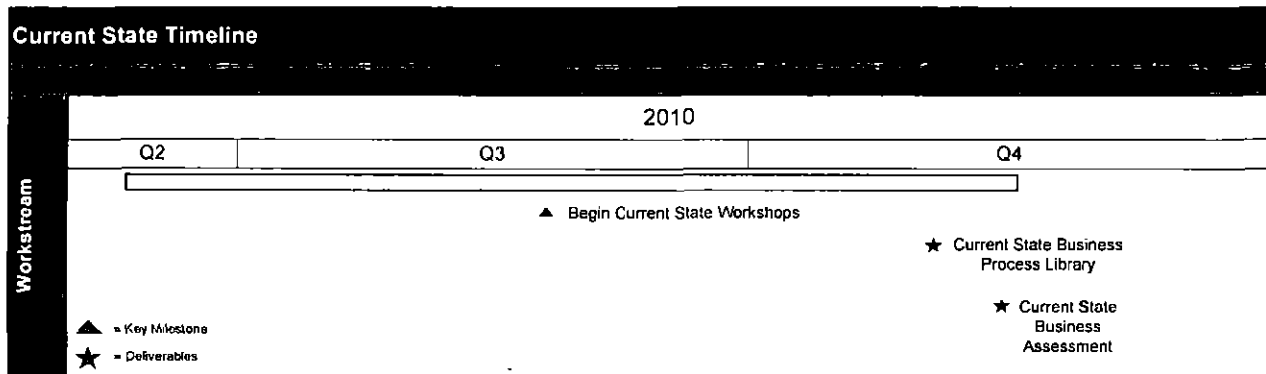 Current State Timeline
2010
Q2 Q3 Q4
Workstream
Begin Current State Workshops
Current State Business
Process Library
Current State
Business
Assessment
= Key Milestone
= Deliverables